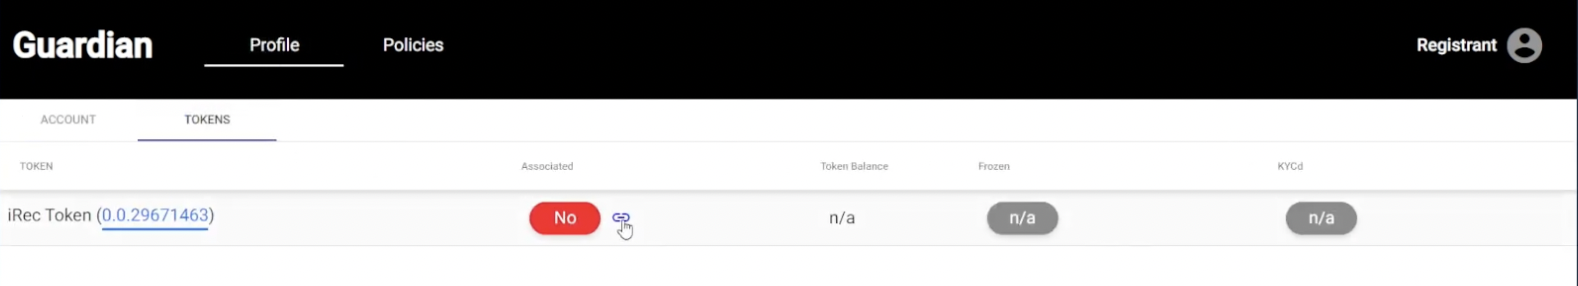 Guardian Profile Policies Registrant
ACCOUNT TOKENS
TOKEN Associated Token Balance Frozen KYCd
iRec Token (0.0.29671463) No n/a n/a n/a